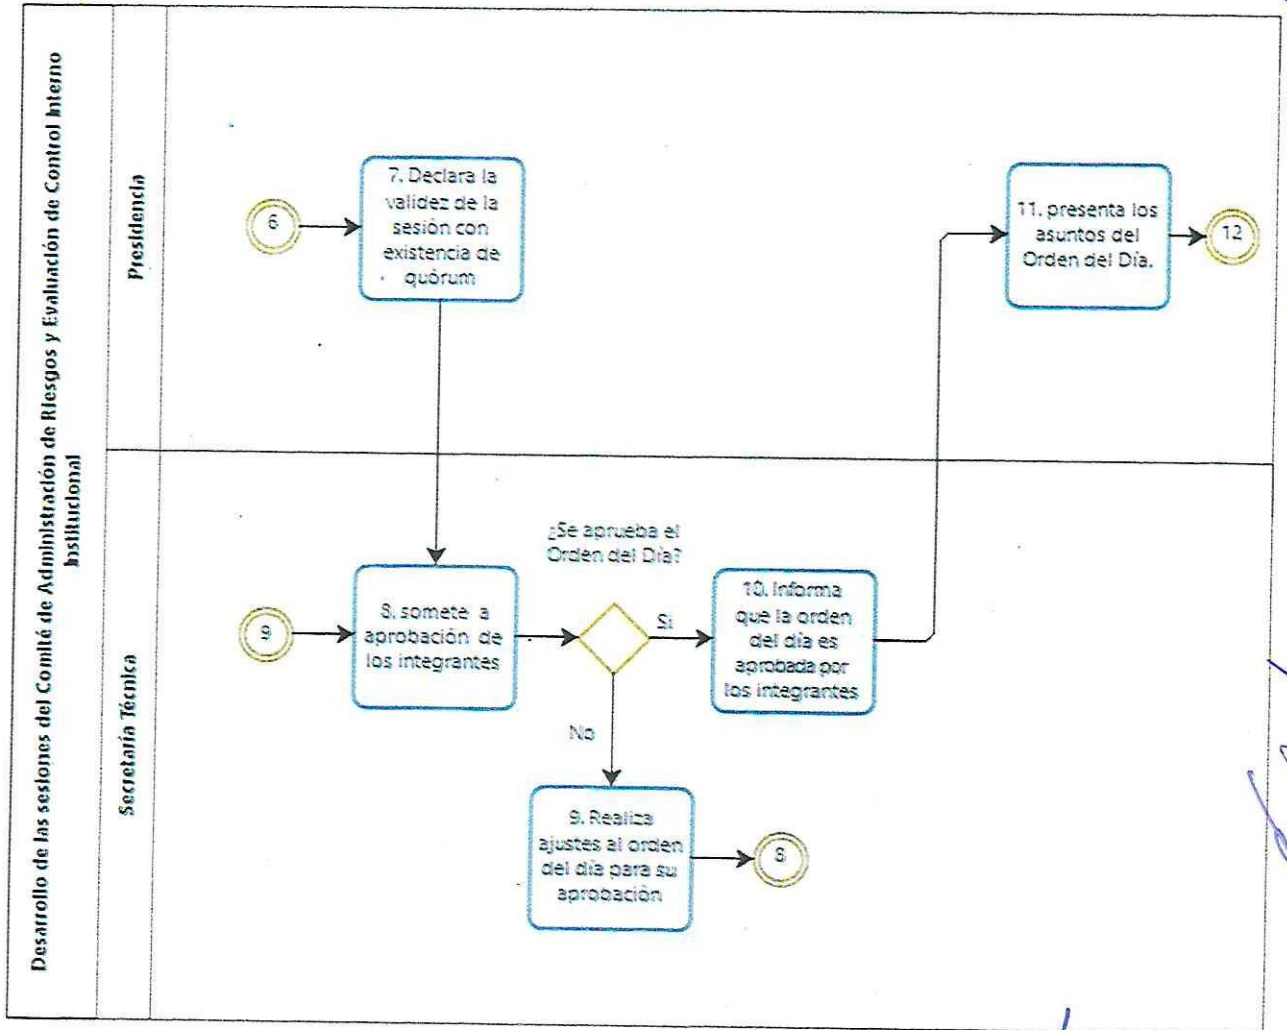 Desarrollo de las sesiones del Comité de Administración de Riesgos y Evaluación de Control Interno
Institucional
Presidencia
6
7. Declara la
validez de la
sesión con
existencia de
quórum
11. presenta los
asuntos del
Orden del Día.
12
Secretaría Técnica
9
8. somete a
aprobación de
los integrantes
¿Se aprueba el
Orden del Día?
Si
No
10. Informa
que la orden
del día es
aprobada por
los integrantes
9. Realiza
ajustes al orden
del día para su
aprobación
8